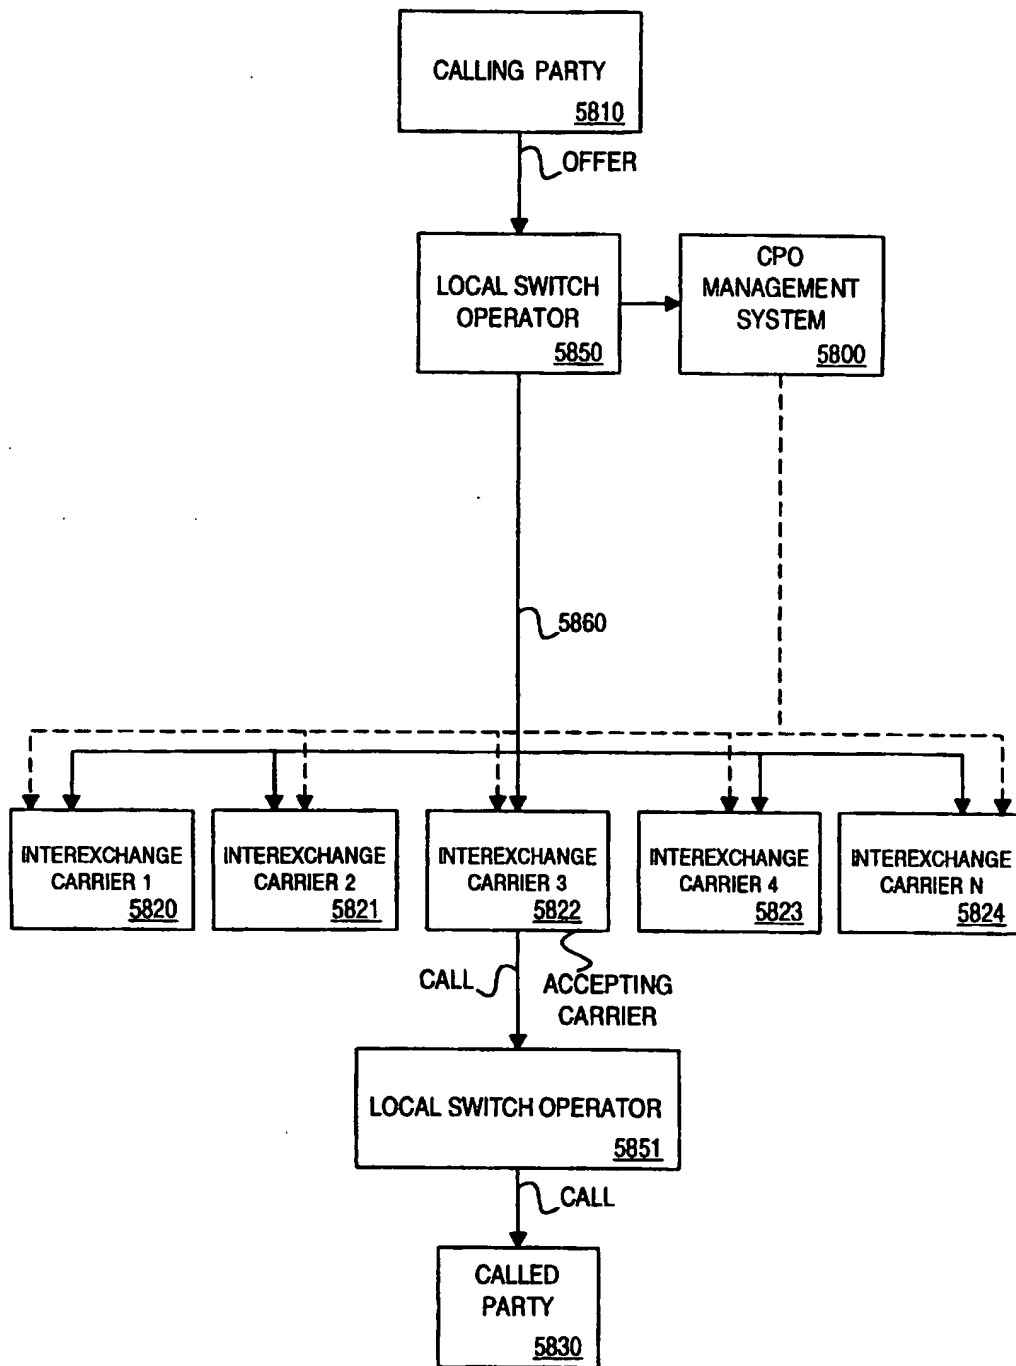 CALLING PARTY
5810
OFFER
LOCAL SWITCH
OPERATOR
5850
CPO
MANAGEMENT
SYSTEM
5800
5860
INTEREXCHANGE
CARRIER 1
5820
INTEREXCHANGE
CARRIER 2
5821
INTEREXCHANGE
CARRIER 3
5822
INTEREXCHANGE
CARRIER 4
5823
INTEREXCHANGE
CARRIER N
5824
CALL
ACCEPTING
CARRIER
LOCAL SWITCH OPERATOR
5851
CALL
CALLED
PARTY
5830